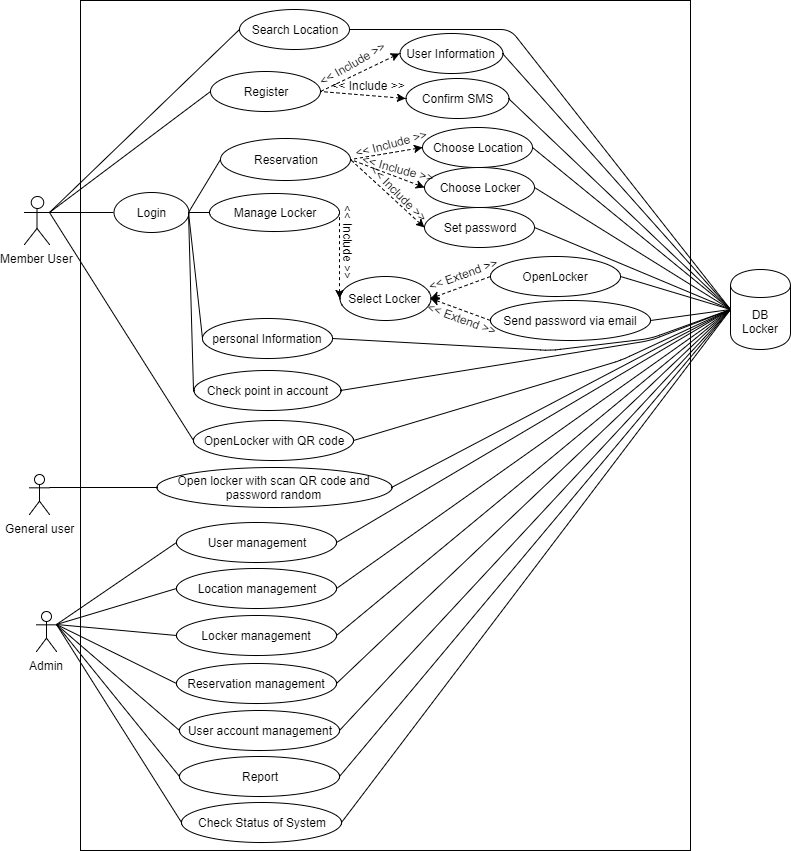 Search Location
<< Include >>
User Information
Register
<< Include >>
Confirm SMS
Reservation
<< Include >>
Choose Location
<< Include >>
Choose Locker
<< Include >>
Set password
Member User
Login
Manage Locker
<< Include >>
Select Locker
<< Extend >>
OpenLocker
<< Extend >>
Send password via email
DB
Locker
personal Information
Check point in account
OpenLocker with QR code
Open locker with scan QR code and
password random
General user
User management
Location management
Locker management
Admin
Reservation management
User account management
Report
Check Status of System